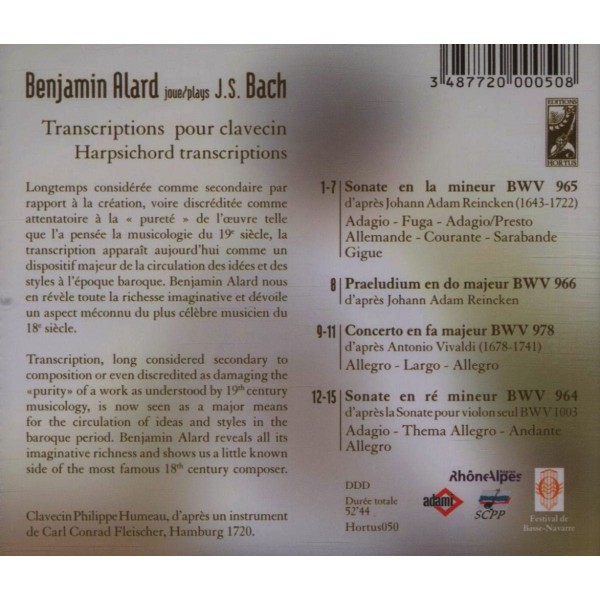 3 487720 000508
Benjamin Alard joue/plays J.S. Bach
Transcriptions pour clavecin
Harpsichord transcriptions
EDITIONS
HORTUS
Longtemps considérée comme secondaire par
rapport à la création, voire discréditée comme
attentatoire à la « pureté » de l'œuvre telle
que l'a pensée la musicologie du 19e siècle, la
transcription apparaît aujourd'hui comme un
dispositif majeur de la circulation des idées et des
styles à l'époque baroque. Benjamin Alard nous
en révèle toute la richesse imaginative et dévoile
un aspect méconnu du plus célèbre musicien du
18e siècle.
Transcription, long considered secondary to
composition or even discredited as damaging the
«purity» of a work as understood by 19th century
musicology, is now seen as a major means
for the circulation of ideas and styles in the
baroque period. Benjamin Alard reveals all its
imaginative richness and shows us a little known
side of the most famous 18th century composer.
Clavecin Philippe Humeau, d'après un instrument
de Carl Conrad Fleischer, Hamburg 1720.
1-7 Sonate en la mineur BWV 965
d'après Johann Adam Reincken (1643-1722)
Adagio - Fuga - Adagio/Presto
Allemande - Courante - Sarabande
Gigue
8 Praeludium en do majeur BWV 966
d'après Johann Adam Reincken
9-11 Concerto en fa majeur BWV 978
d'après Antonio Vivaldi (1678-1741)
Allegro - Largo - Allegro
12-15 Sonate en ré mineur BWV 964
d'après la Sonate pour violon seul BWV 1003
Adagio - Thema Allegro - Andante
Allegro
DDD
Durée totale
52'44
Hortus050
adami
RhôneAlpes
SCPP
Festival de
Basse-Navarre